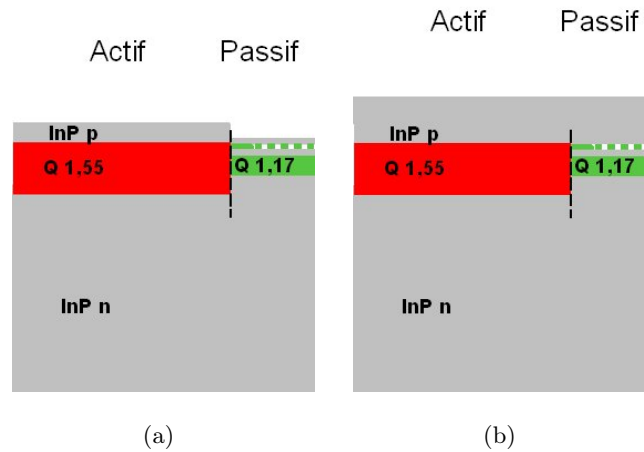 Actif Passif
InP p
Q 1,55 Q 1,17
InP n
(a)
Actif Passif
InP p
Q 1,55 Q 1,17
InP n
(b)